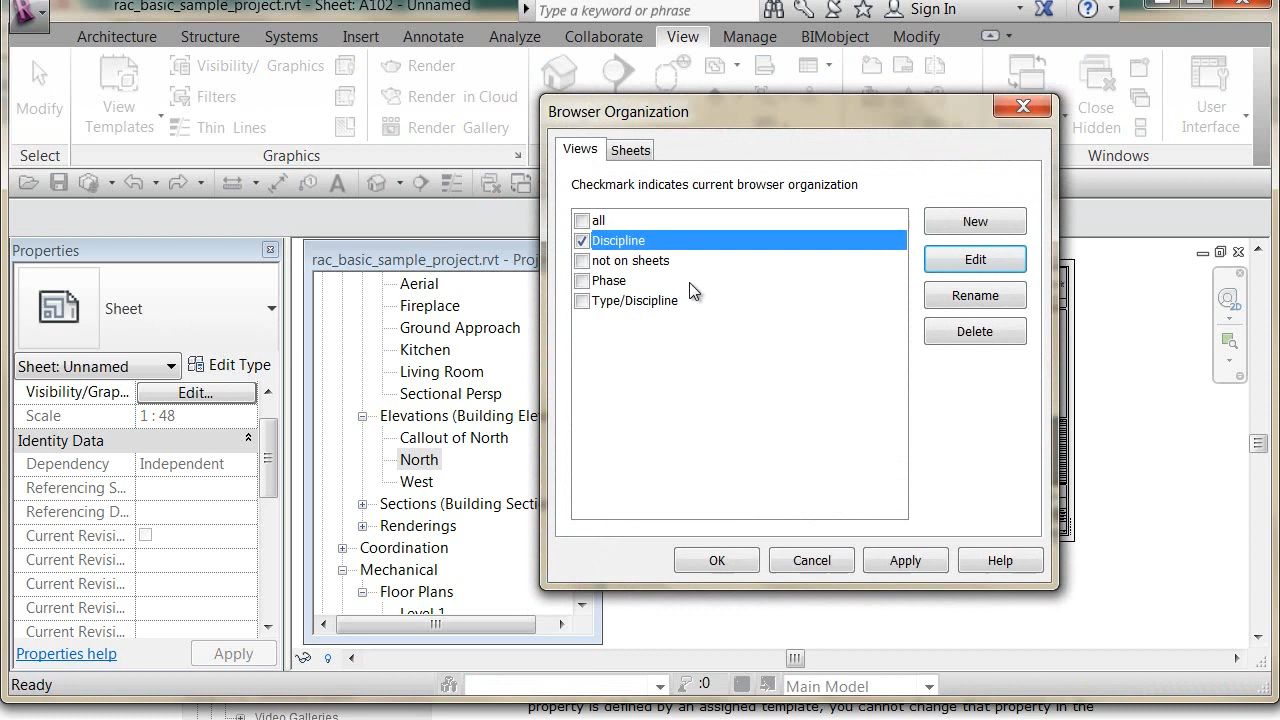 rac_basic_sample_project.rvt - Sheet: A102 - Unnamed
Type a keyword or phrase
Sign In
Architecture Structure Systems Insert Annotate Analyze Collaborate View Manage BIMobject Modify
Modify
View
Templates
Visibility/ Graphics
Filters
Thin Lines
Render
Render in Cloud
Render Gallery
Close
Hidden
User
Interface
Select Graphics Windows
Browser Organization
Views Sheets
Checkmark indicates current browser organization
all
Discipline
not on sheets
Phase
Type/Discipline
New
Edit
Rename
Delete
OK Cancel Apply Help
Properties
Sheet
Sheet: Unnamed
Edit Type
Visibility/Grap... Edit...
Scale 1 : 48
Identity Data
Dependency Independent
Referencing S...
Referencing D...
Current Revisi...
Current Revisi...
Current Revisi...
Current Revisi...
Current Revisi...
Properties help Apply
rac_basic_sample_project.rvt - Proj
Aerial
Fireplace
Ground Approach
Kitchen
Living Room
Sectional Persp
Elevations (Building Ele
Callout of North
North
West
Sections (Building Secti
Renderings
Coordination
Mechanical
Floor Plans
Level 1
2D
Ready
:0
Main Model
Video Galleries
property is defined by an assigned template, you cannot change that property in the